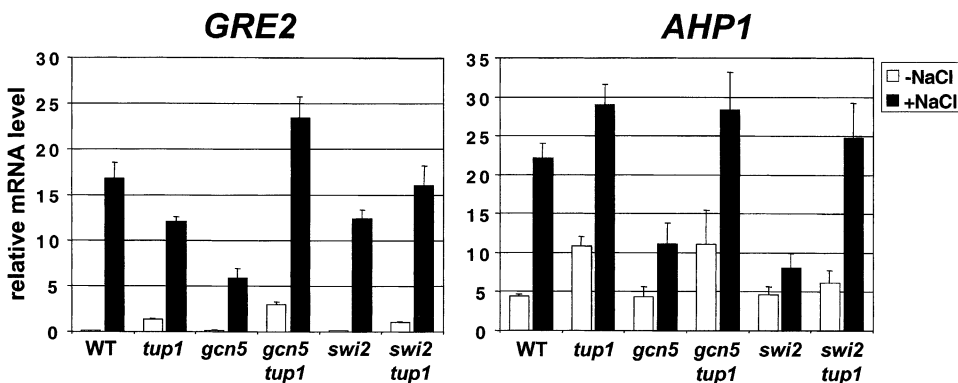 GRE2
AHP1
relative mRNA level
30
25
20
15
10
5
0
WT tup1 gcn5 gcn5 tup1 swi2 swi2 tup1
35
30
25
20
15
10
5
0
WT tup1 gcn5 gcn5 tup1 swi2 swi2 tup1
-NaCl
+NaCl